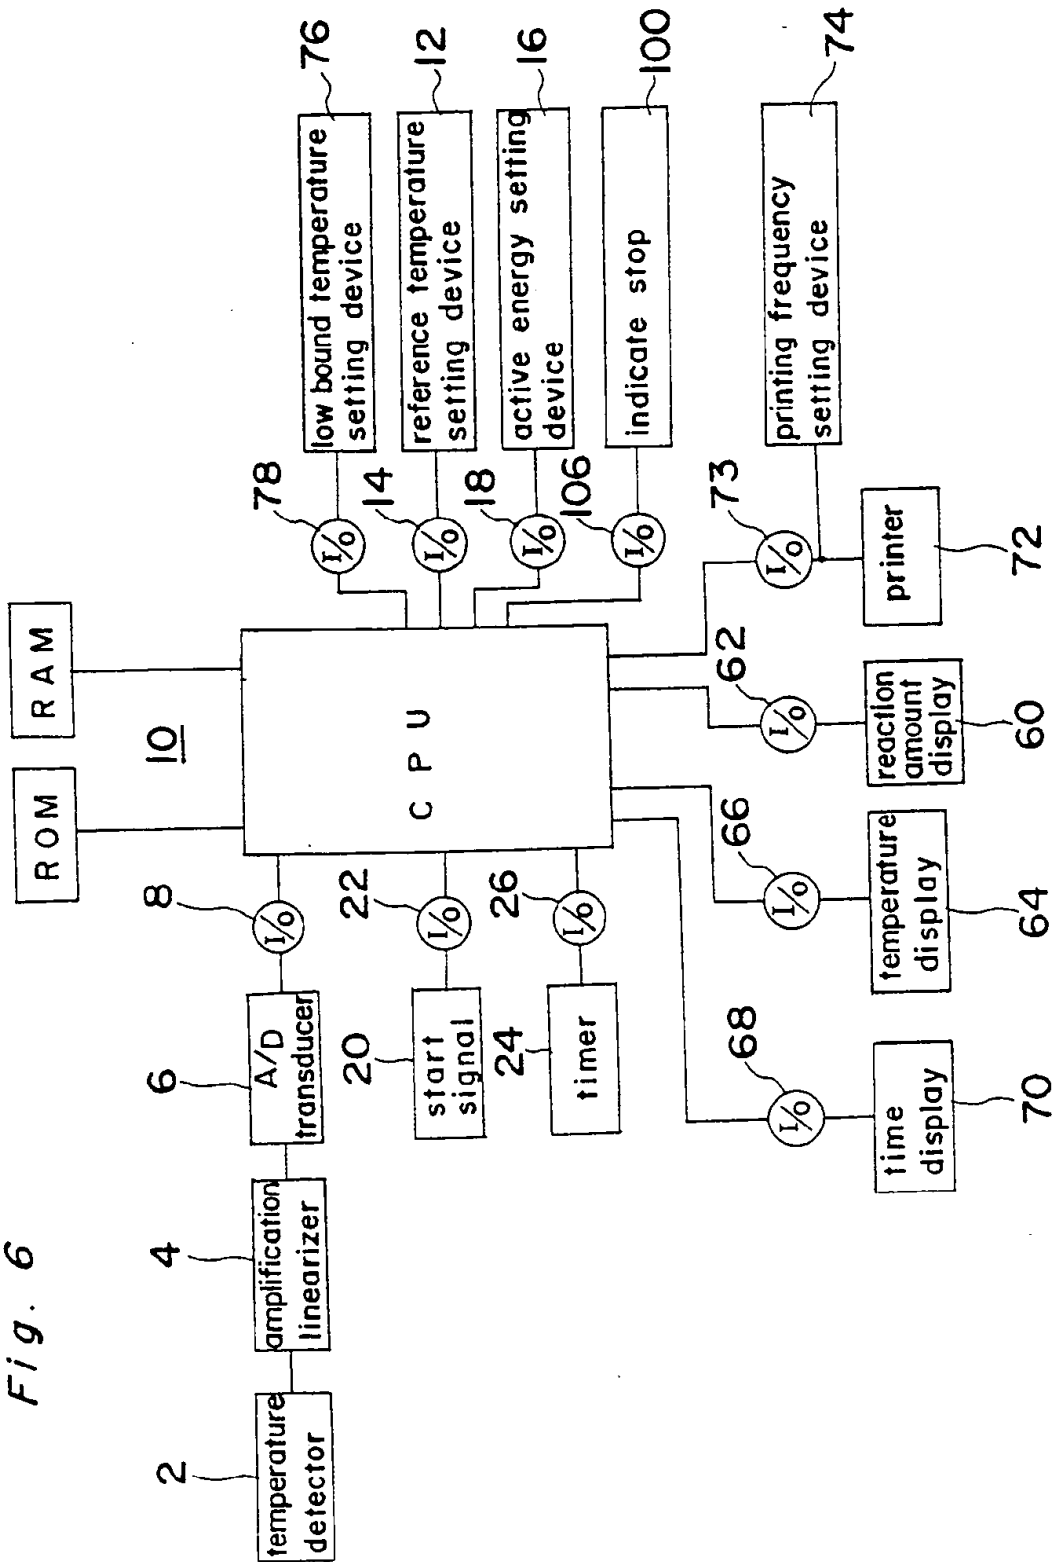 Fig. 6
ROM
RAM
10
CPU
2
temperature
detector
4
amplification
linearizer
6
A/D
transducer
8
I/O
20
start
signal
22
I/O
24
timer
26
I/O
78
I/O
low bound temperature
setting device
76
14
I/O
reference temperature
setting device
12
18
I/O
active energy setting
device
16
106
I/O
indicate stop
100
68
I/O
time
display
70
66
I/O
temperature
display
64
62
I/O
reaction
amount
display
60
73
I/O
printer
72
printing frequency
setting device
74